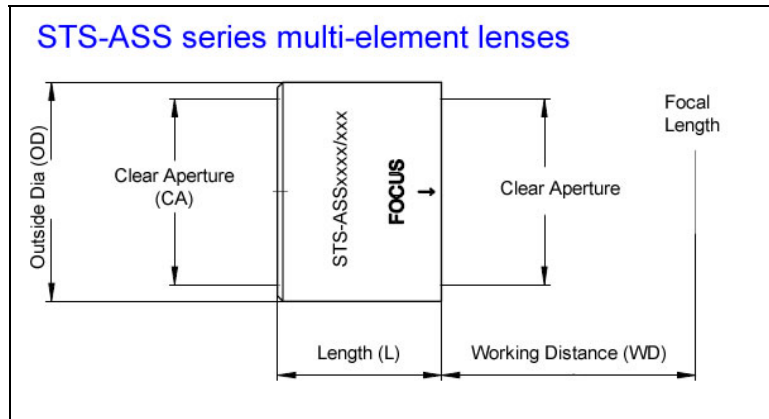 STS-ASS series multi-element lenses
Outside Dia (OD)
Clear Aperture
(CA)
STS-ASSxxxx/xxx
FOCUS
Clear Aperture
Focal
Length
Length (L)
Working Distance (WD)